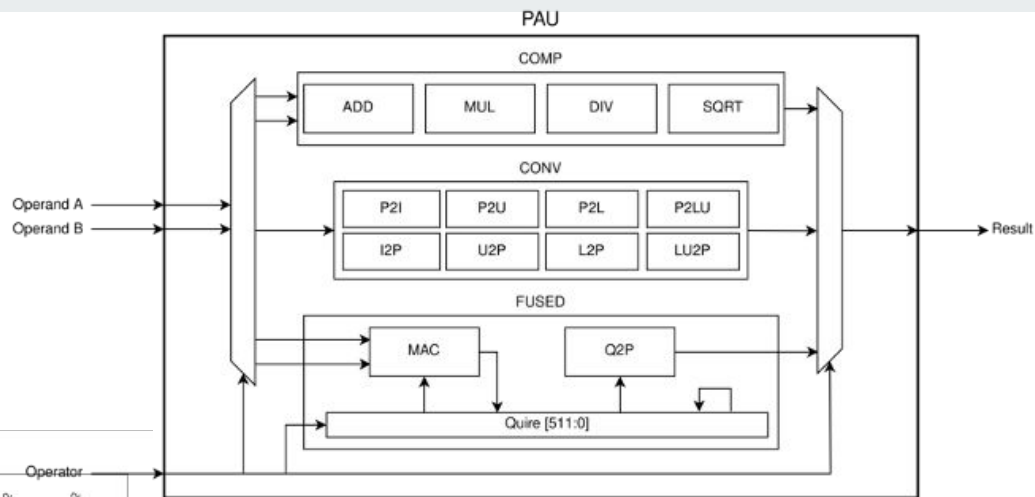 PAU
COMP
ADD MUL DIV SQRT
CONV
Operand A
P2I P2U P2L P2LU
Operand B
Result
I2P U2P L2P LU2P
FUSED
MAC Q2P
Quire [511:0]
Operator